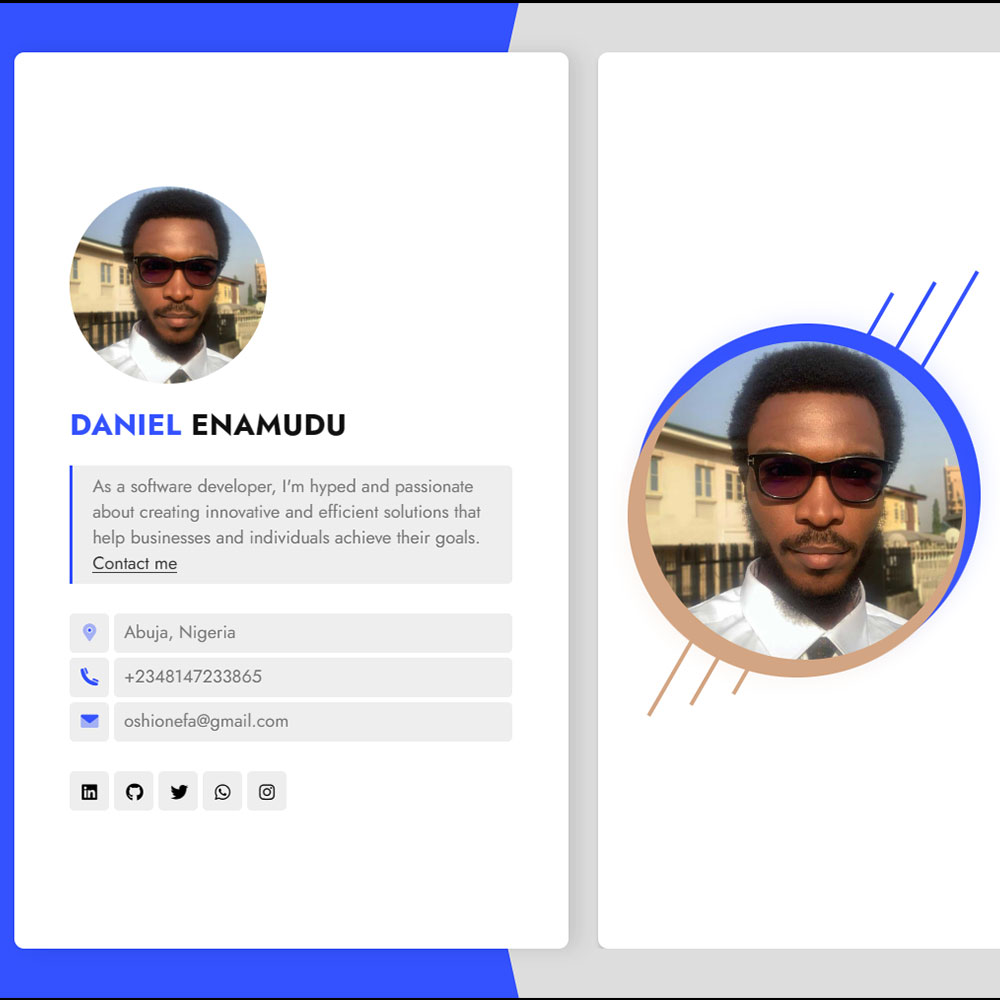 DANIEL ENAMUDU
As a software developer, I'm hyped and passionate
about creating innovative and efficient solutions that
help businesses and individuals achieve their goals.
Contact me
Abuja, Nigeria
+2348147233865
oshionefa@gmail.com